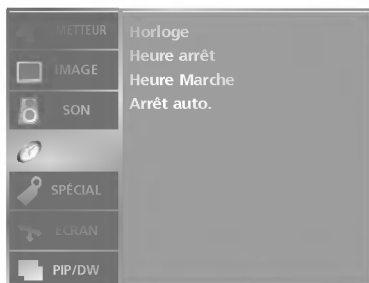 METTEUR
IMAGE
SON
SPÉCIAL
ECRAN
PIP/DW
Horloge
Heure arrêt
Heure Marche
Arrêt auto.